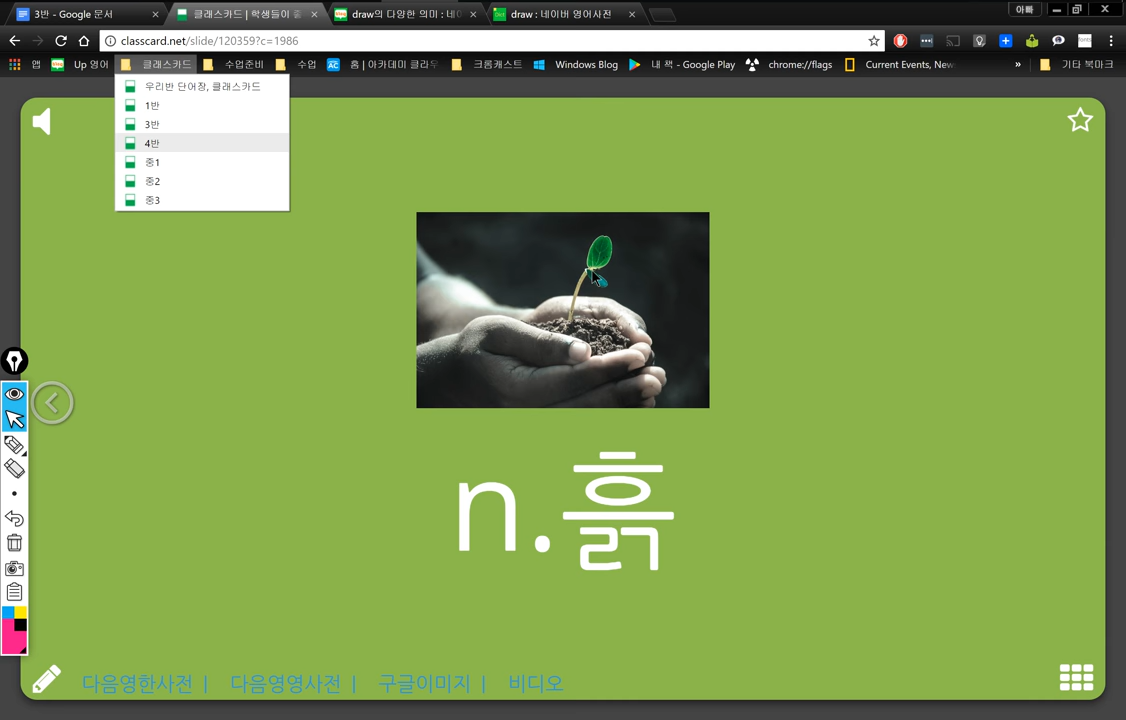 3반 - Google 문서
클래스카드 | 학생들이 좋
draw의 다양한 의미 : 네이
draw : 네이버 영어사전
아빠
classcard.net/slide/120359?c=1986
앱
Up 영어
클래스카드
수업준비
수업
홈 | 아카데미 클라우
크롬캐스트
Windows Blog
내 책 - Google Play
chrome://flags
Current Events, New
»
기타 북마크
우리반 단어장, 클래스카드
1반
3반
4반
중1
중2
중3
n.흙
다음영한사전 | 다음영영사전 | 구글이미지 | 비디오